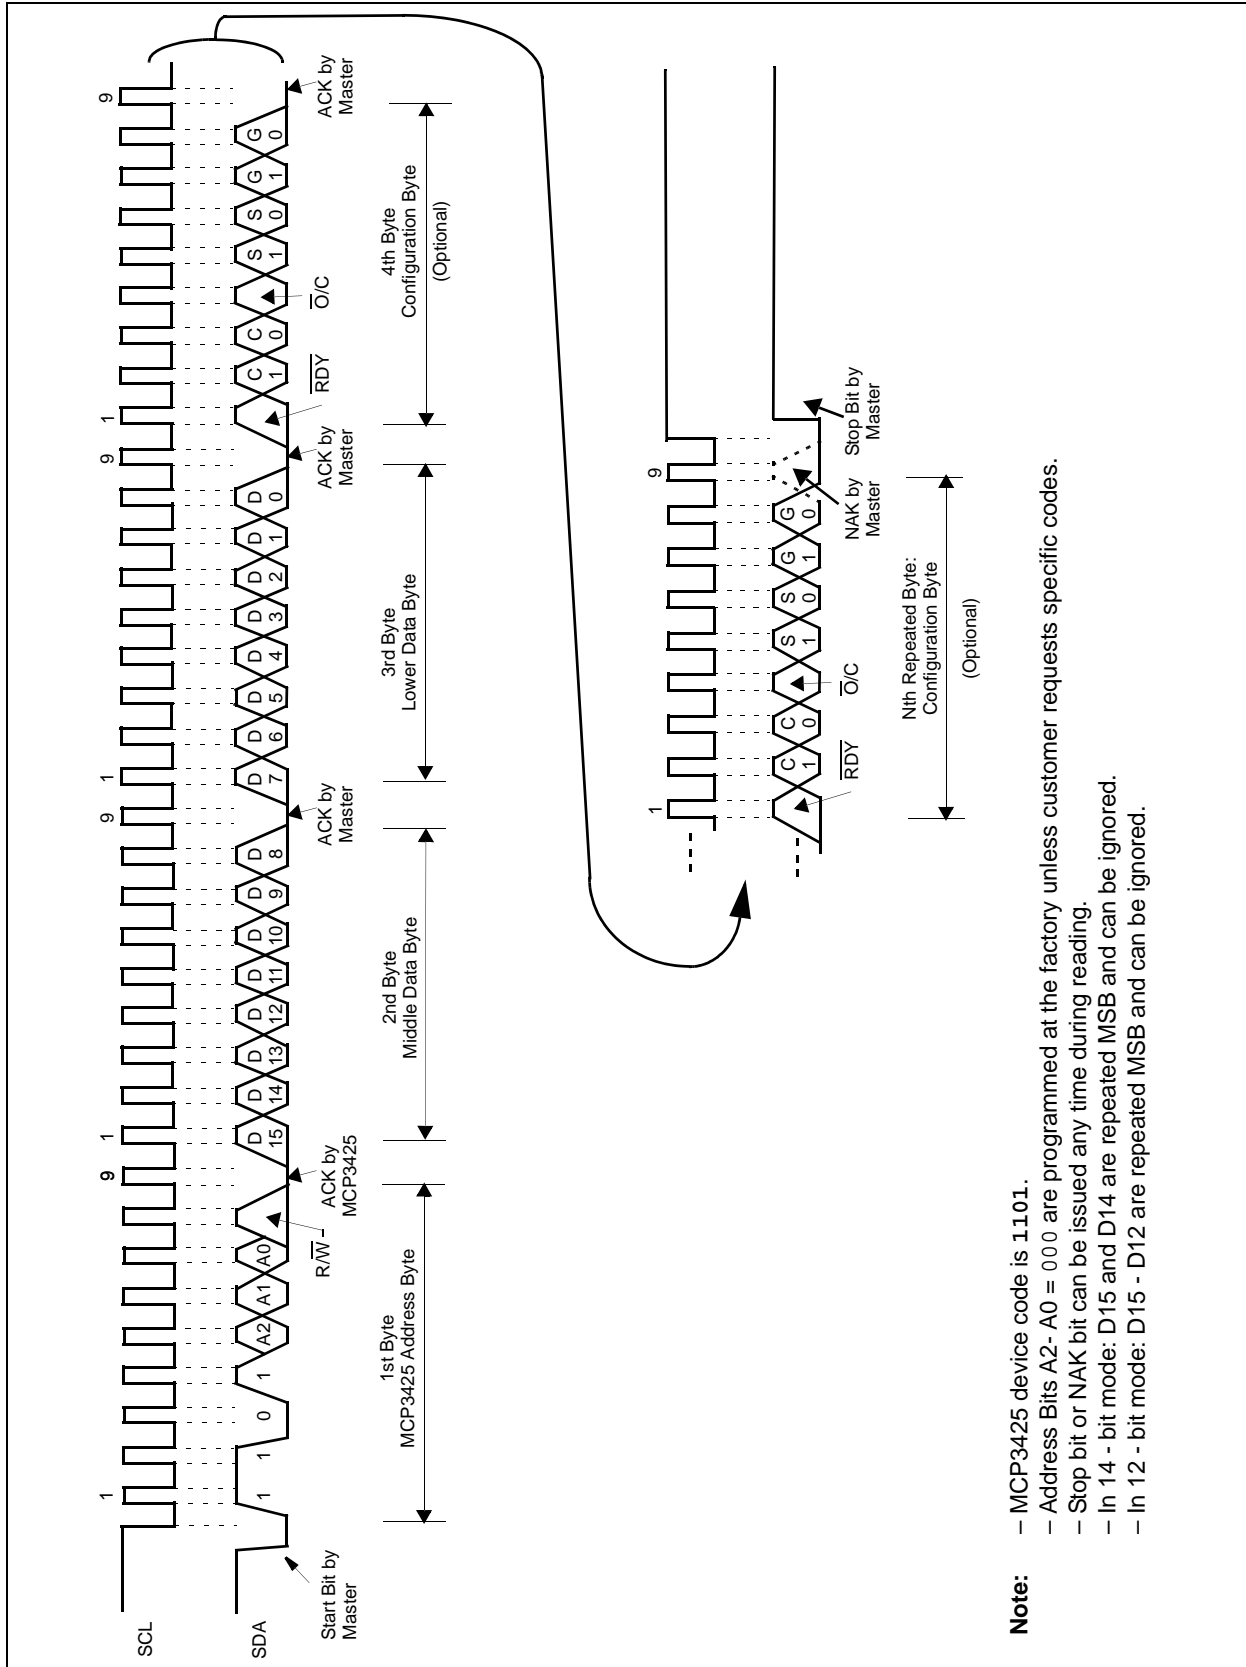 SCL
1
9
1
9
1
9
1
9
SDA
1
1
0
1
A2
A1
A0
D
15
D
14
D
13
D
12
D
11
D
10
D
9
D
8
D
7
D
6
D
5
D
4
D
3
D
2
D
1
D
0
C
1
C
0
S
1
S
0
G
1
G
0
Start Bit by
Master
R/W
ACK by
MCP3425
ACK by
Master
ACK by
Master
RDY
O/C
ACK by
Master
1st Byte
MCP3425 Address Byte
2nd Byte
Middle Data Byte
3rd Byte
Lower Data Byte
4th Byte
Configuration Byte
(Optional)
1
9
C
1
C
0
S
1
S
0
G
1
G
0
RDY
O/C
NAK by
Master
Stop Bit by
Master
Nth Repeated Byte:
Configuration Byte
(Optional)
Note: – MCP3425 device code is 1101.
– Address Bits A2- A0 = 000 are programmed at the factory unless customer requests specific codes.
– Stop bit or NAK bit can be issued any time during reading.
– In 14 - bit mode: D15 and D14 are repeated MSB and can be ignored.
– In 12 - bit mode: D15 - D12 are repeated MSB and can be ignored.